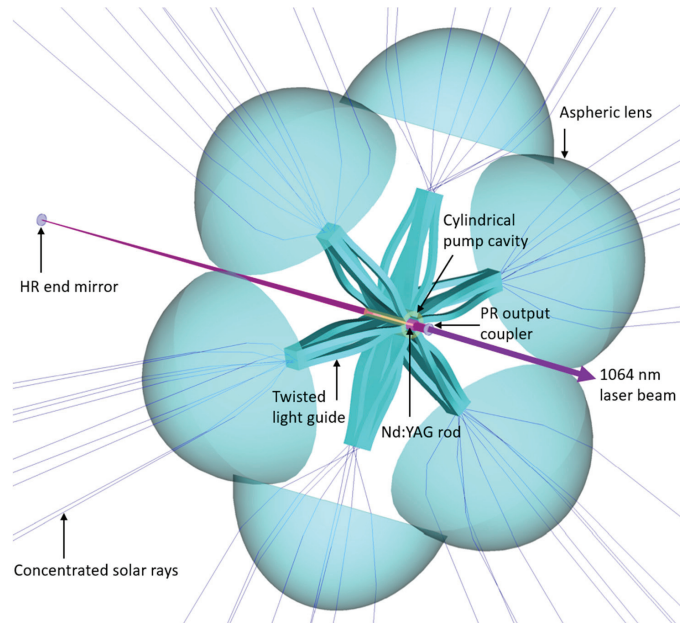 Aspheric lens
Cylindrical
pump cavity
HR end mirror
PR output
coupler
1064 nm
laser beam
Twisted
light guide
Nd:YAG rod
Concentrated solar rays